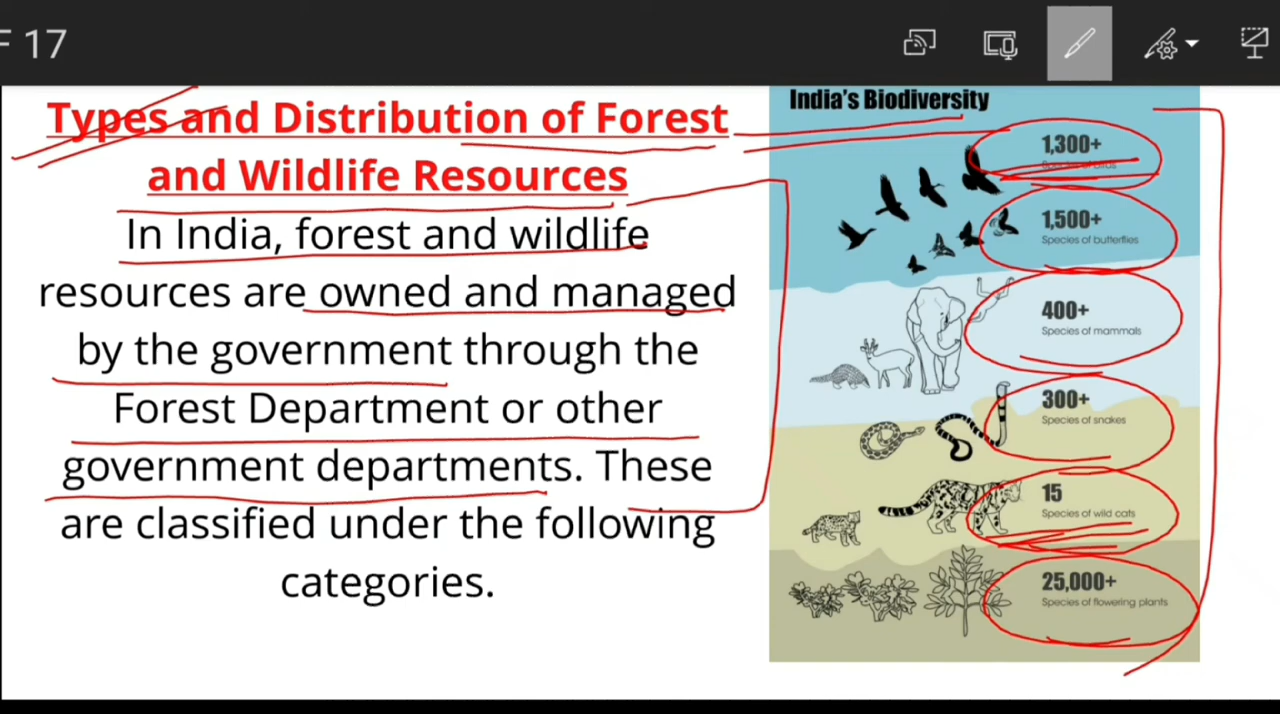 F 17
Types and Distribution of Forest
and Wildlife Resources
In India, forest and wildlife
resources are owned and managed
by the government through the
Forest Department or other
government departments. These
are classified under the following
categories.
India's Biodiversity
1,300+
Species of birds
1,500+
Species of butterflies
400+
Species of mammals
300+
Species of snakes
15
Species of wild cats
25,000+
Species of flowering plants